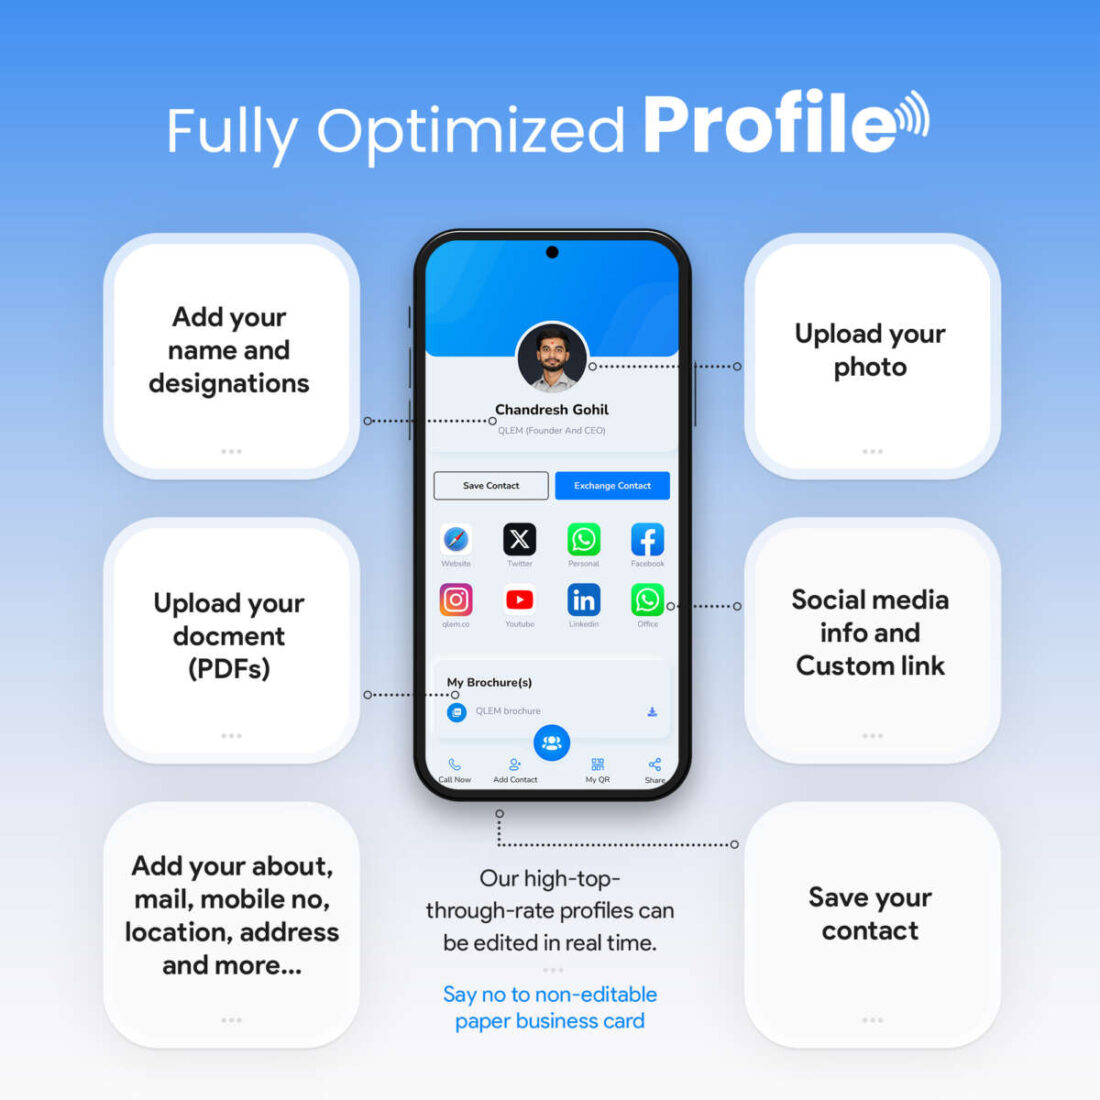 Fully Optimized Profile
Add your
name and
designations
Upload your
photo
Chandresh Gohil
QLEM (Founder And CEO)
Save Contact
Exchange Contact
Website
Twitter
Personal
Facebook
qlem.co
Youtube
Linkedin
Office
Upload your
docment
(PDFs)
Social media
info and
Custom link
My Brochure(s)
QLEM brochure
Call Now
Add Contact
My QR
Share
Add your about,
mail, mobile no,
location, address
and more...
Our high-top-
through-rate profiles can
be edited in real time.
Say no to non-editable
paper business card
Save your
contact